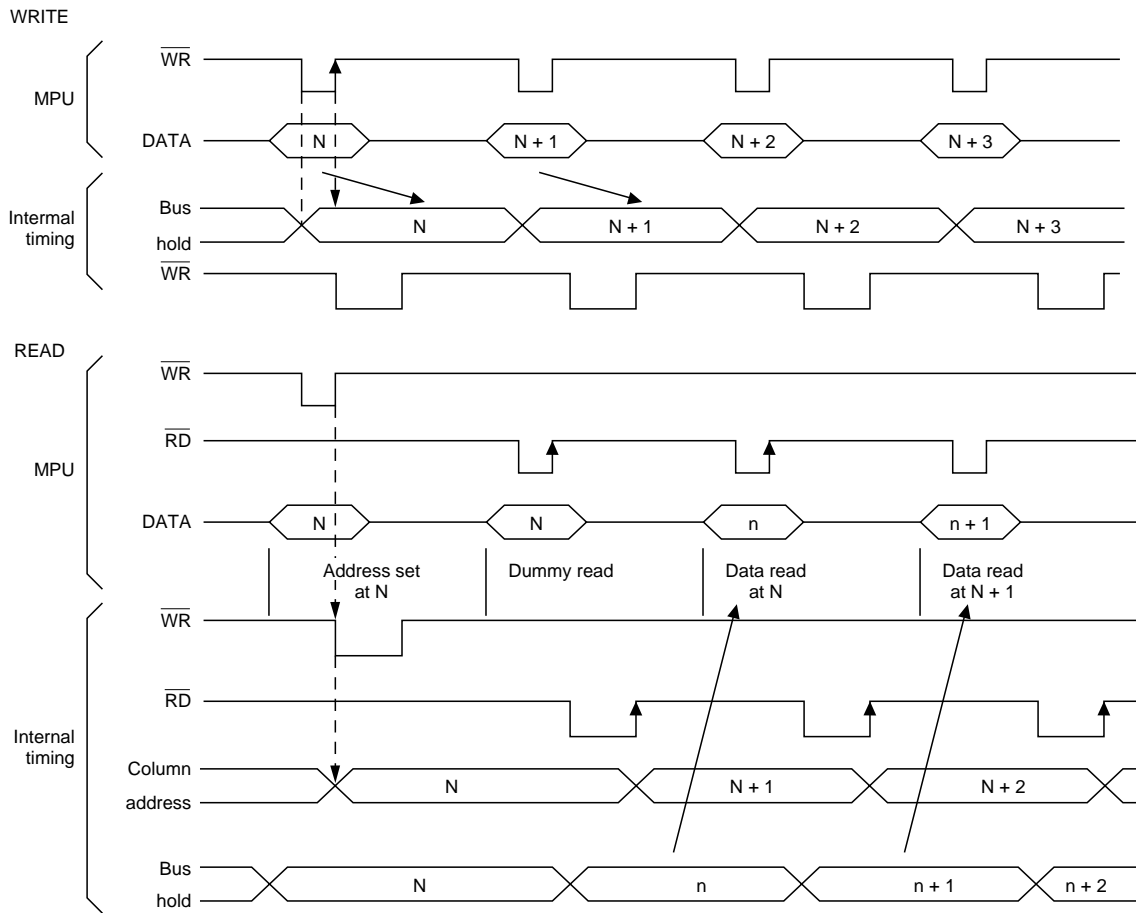 WRITE
MPU
WR
DATA N N + 1 N + 2 N + 3
Internal
timing
Bus
hold
N N + 1 N + 2 N + 3
WR
READ
MPU
WR
RD
DATA N N n n + 1
Address set
at N
Dummy read
Data read
at N
Data read
at N + 1
Internal
timing
WR
RD
Column
address
N N + 1 N + 2
Bus
hold
N n n + 1 n + 2